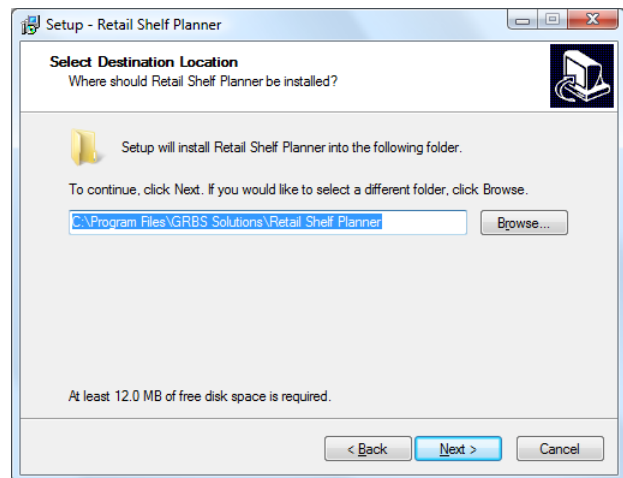 Setup - Retail Shelf Planner
Select Destination Location
Where should Retail Shelf Planner be installed?
Setup will install Retail Shelf Planner into the following folder.
To continue, click Next. If you would like to select a different folder, click Browse.
C:\Program Files\GRBS Solutions\Retail Shelf Planner
Browse...
At least 12.0 MB of free disk space is required.
< Back Next > Cancel